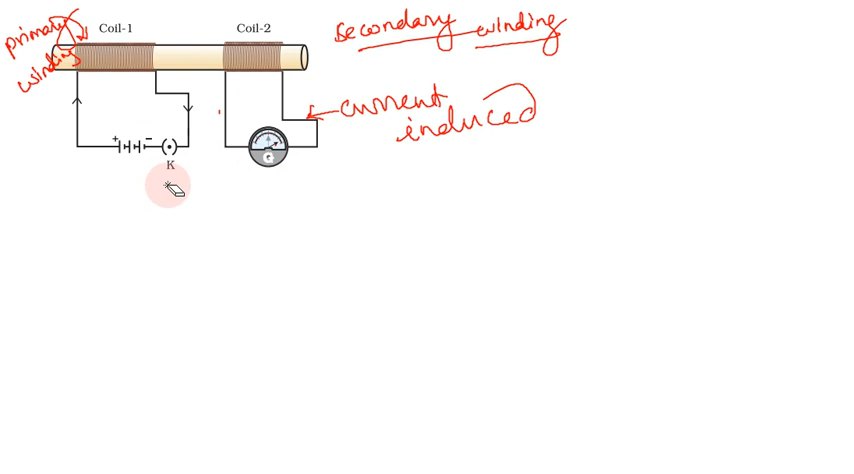 primary
winding
Coil-1
Coil-2
secondary winding
current
induced
+
−
K
G